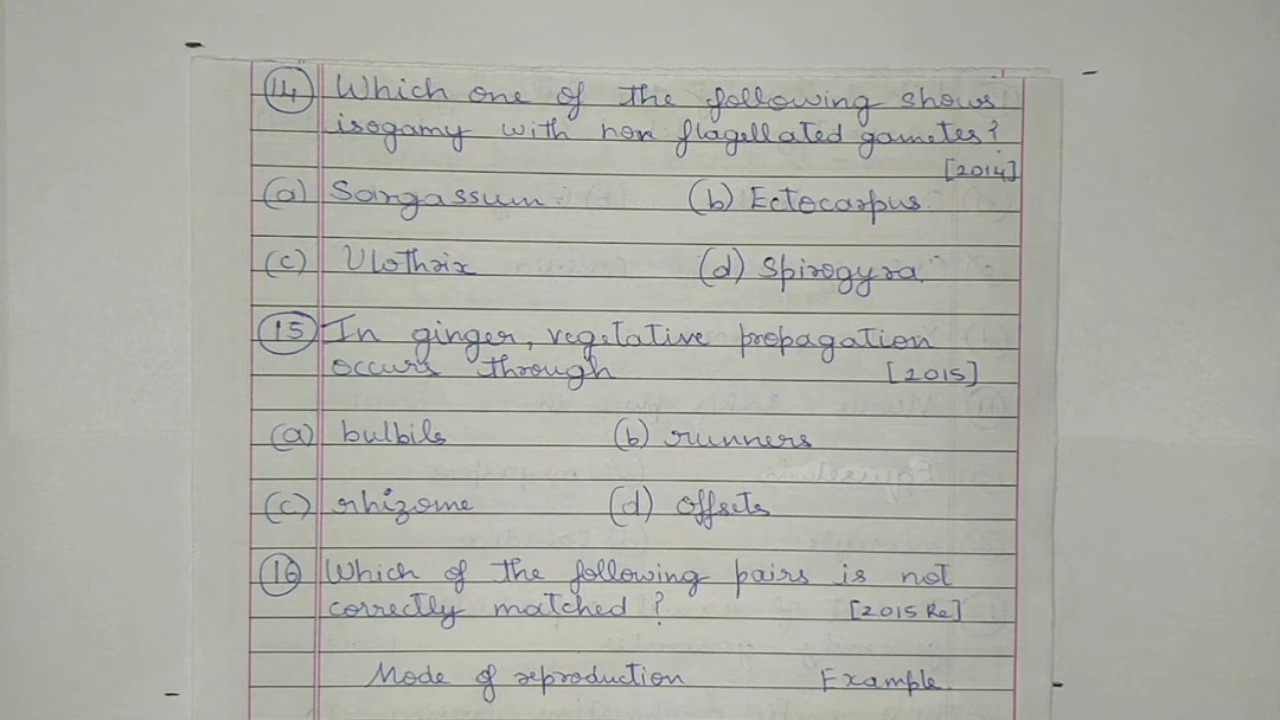 14. Which one of the following shows
isogamy with non flagellated gametes?
[2014]
(a) Sargassum (b) Ectocarpus
(c) Ulothrix (d) Spirogyra
15 In ginger, vegetative propagation
occurs through [2015]
(a) bulbils (b) runners
(c) rhizome (d) offsets
16 Which of the following pairs is not
correctly matched? [2015 Re]
Mode of reproduction Example